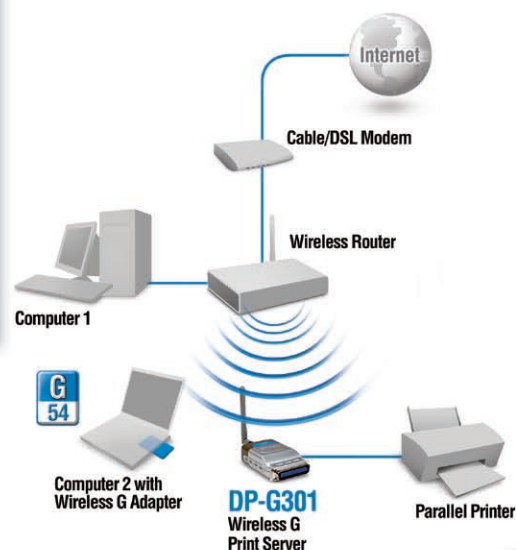 Internet
Cable/DSL Modem
Wireless Router
Computer 1
G
54
Computer 2 with
Wireless G Adapter
DP-G301
Wireless G
Print Server
Parallel Printer